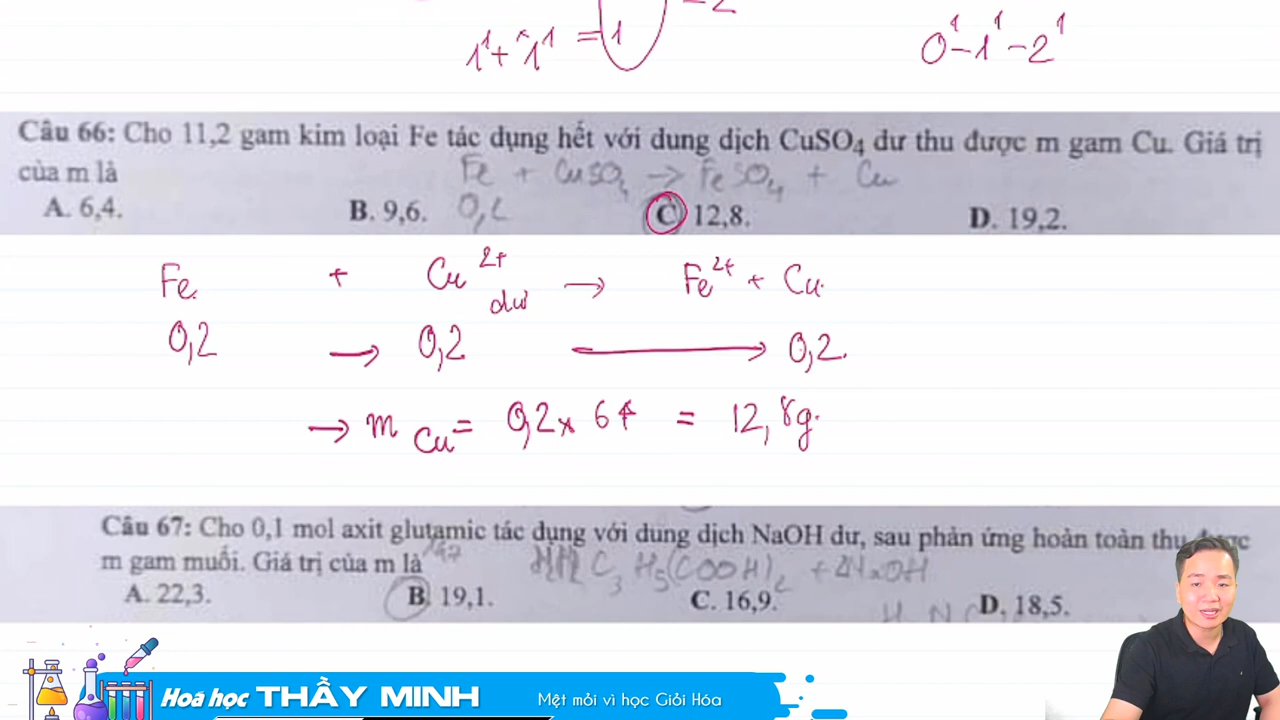 1¹ + 1¹ = 1
0¹ - 1¹ - 2¹
Câu 66: Cho 11,2 gam kim loại Fe tác dụng hết với dung dịch CuSO₄ dư thu được m gam Cu. Giá trị
của m là
Fe + CuSO₄ → FeSO₄ + Cu
A. 6,4. B. 9,6. 0,2 C 12,8. D. 19,2.
Fe + Cu²⁺ dư → Fe²⁺ + Cu
0,2 → 0,2 → 0,2
→ m Cu = 0,2 x 64 = 12,8g
Câu 67: Cho 0,1 mol axit glutamic tác dụng với dung dịch NaOH dư, sau phản ứng hoàn toàn thu được
m gam muối. Giá trị của m là C₃H₅(COOH)₂ + 2NaOH
A. 22,3. B. 19,1. C. 16,9. D. 18,5.
Hoá học THẦY MINH
Mệt mỏi vì học Giỏi Hóa